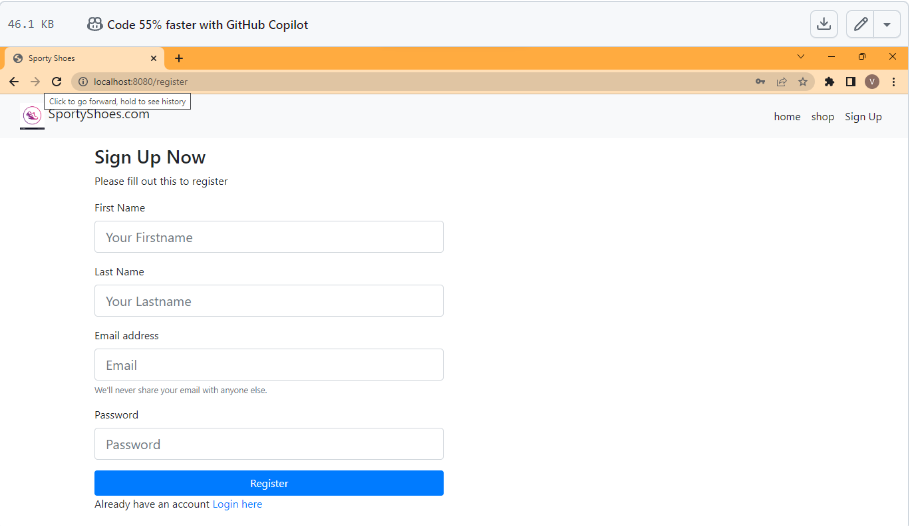 46.1 KB Code 55% faster with GitHub Copilot
Sporty Shoes
localhost:8080/register
V
Click to go forward, hold to see history
SportyShoes.com
home shop Sign Up
Sign Up Now
Please fill out this to register
First Name
Your Firstname
Last Name
Your Lastname
Email address
Email
We'll never share your email with anyone else.
Password
Password
Register
Already have an account Login here